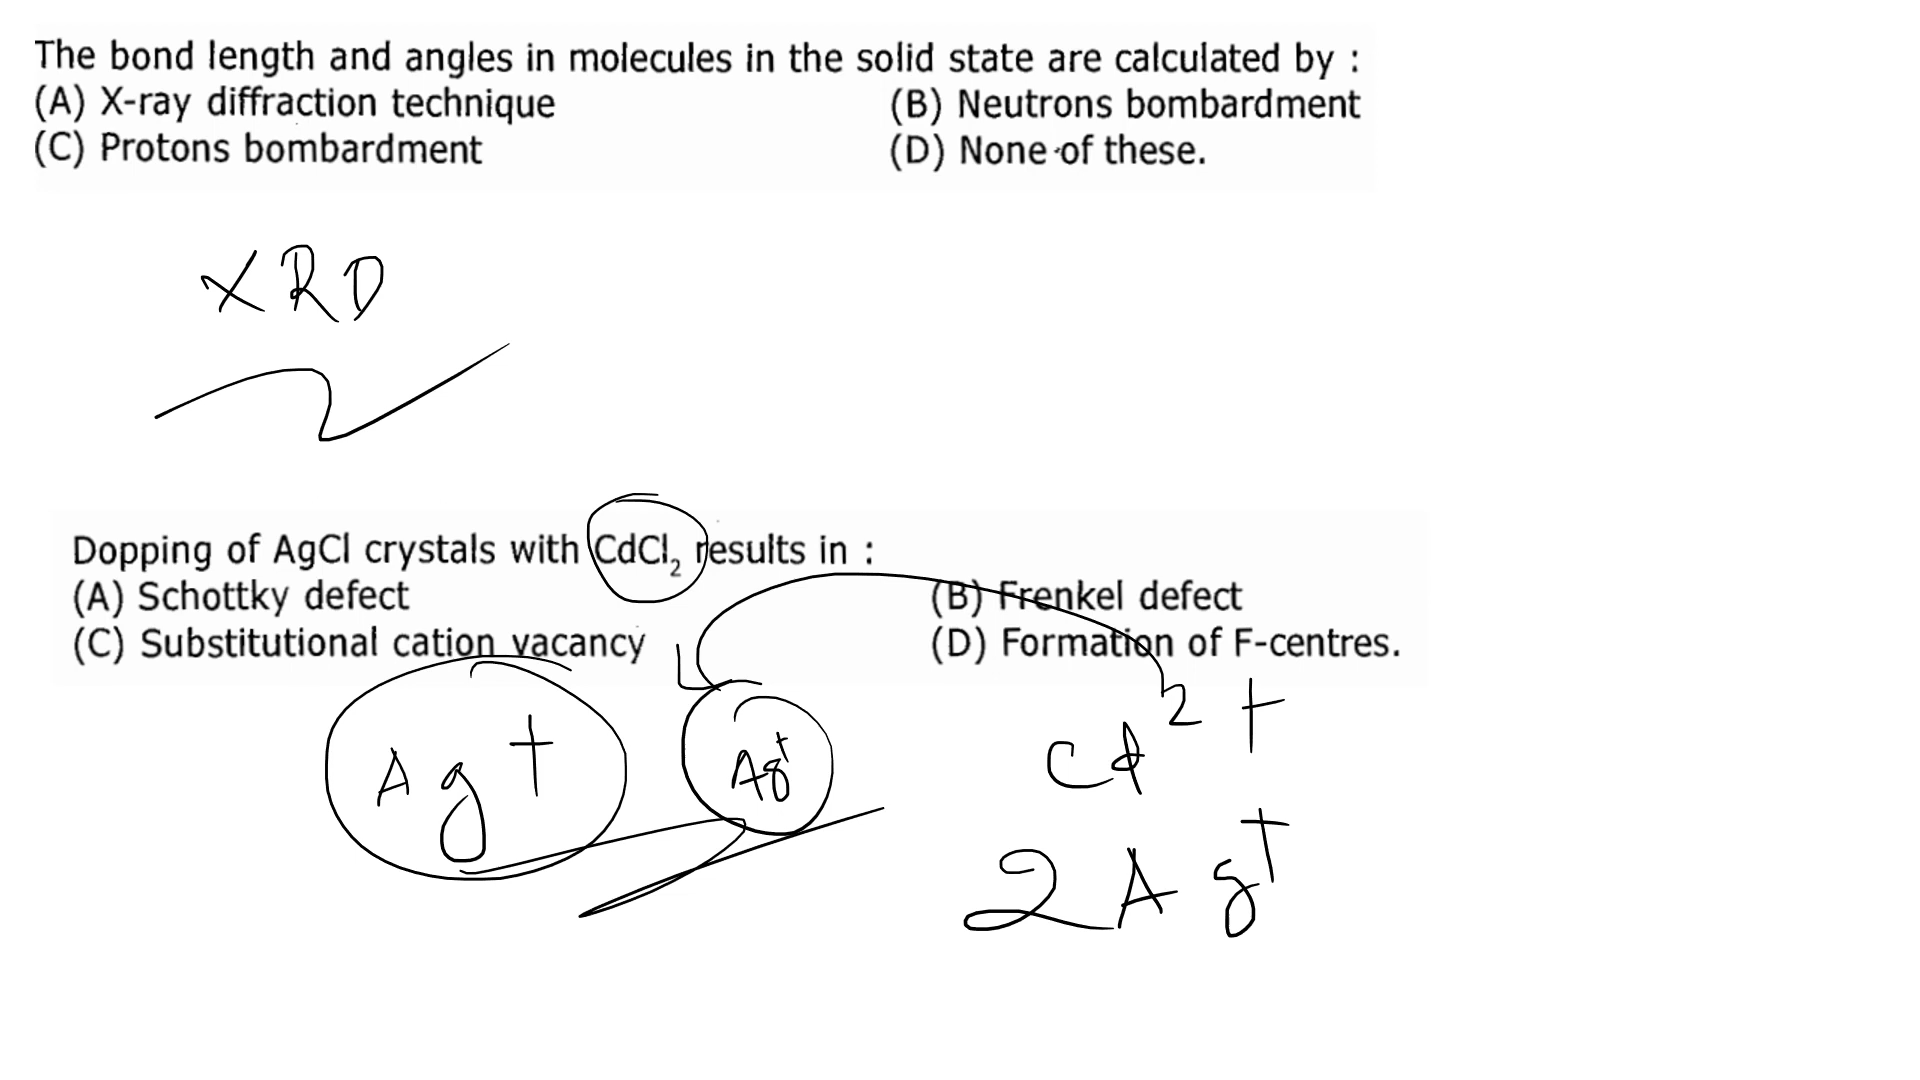 The bond length and angles in molecules in the solid state are calculated by :
(A) X-ray diffraction technique (B) Neutrons bombardment
(C) Protons bombardment (D) None of these.
XRD
Dopping of AgCl crystals with CdCl₂ results in :
(A) Schottky defect (B) Frenkel defect
(C) Substitutional cation vacancy (D) Formation of F-centres.
Ag⁺ Ag⁺ Cd²⁺
2Ag⁺